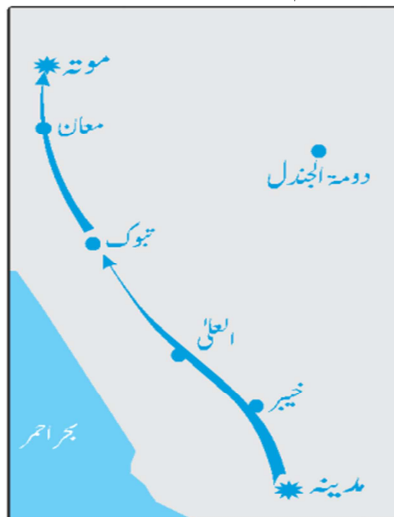 موتہ
معان
دومۃ الجندل
تبوک
العلیٰ
خیبر
بحر احمر
مدینہ